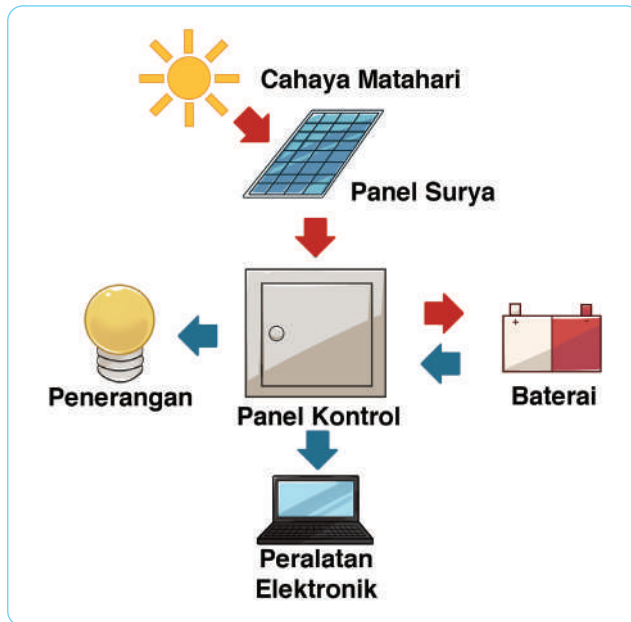 Cahaya Matahari
Panel Surya
Penerangan
Panel Kontrol
+
-
Baterai
Peralatan
Elektronik